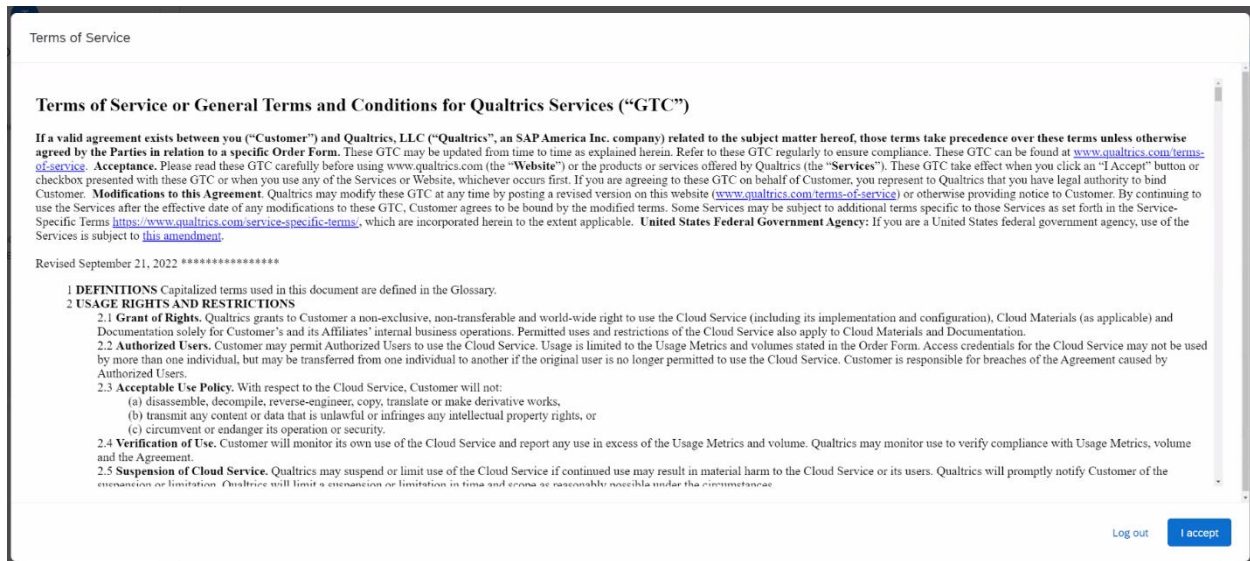 Terms of Service
Terms of Service or General Terms and Conditions for Qualtrics Services (“GTC”)
If a valid agreement exists between you (“Customer”) and Qualtrics, LLC (“Qualtrics”, an SAP America Inc. company) related to the subject matter hereof, those terms take precedence over these terms unless otherwise
agreed by the Parties in relation to a specific Order Form. These GTC may be updated from time to time as explained herein. Refer to these GTC regularly to ensure compliance. These GTC can be found at www.qualtrics.com/terms-
of-service. Acceptance. Please read these GTC carefully before using www.qualtrics.com (the “Website”) or the products or services offered by Qualtrics (the “Services”). These GTC take effect when you click an “I Accept” button or
checkbox presented with these GTC or when you use any of the Services or Website, whichever occurs first. If you are agreeing to these GTC on behalf of Customer, you represent to Qualtrics that you have legal authority to bind
Customer. Modifications to this Agreement. Qualtrics may modify these GTC at any time by posting a revised version on this website (www.qualtrics.com/terms-of-service) or otherwise providing notice to Customer. By continuing to
use the Services after the effective date of any modifications to these GTC, Customer agrees to be bound by the modified terms. Some Services may be subject to additional terms specific to those Services as set forth in the Service-
Specific Terms https://www.qualtrics.com/service-specific-terms/, which are incorporated herein to the extent applicable. United States Federal Government Agency: If you are a United States federal government agency, use of the
Services is subject to this amendment.
Revised September 21, 2022 ****************
1 DEFINITIONS Capitalized terms used in this document are defined in the Glossary.
2 USAGE RIGHTS AND RESTRICTIONS
2.1 Grant of Rights. Qualtrics grants to Customer a non-exclusive, non-transferable and world-wide right to use the Cloud Service (including its implementation and configuration), Cloud Materials (as applicable) and
Documentation solely for Customer’s and its Affiliates’ internal business operations. Permitted uses and restrictions of the Cloud Service also apply to Cloud Materials and Documentation.
2.2 Authorized Users. Customer may permit Authorized Users to use the Cloud Service. Usage is limited to the Usage Metrics and volumes stated in the Order Form. Access credentials for the Cloud Service may not be used
by more than one individual, but may be transferred from one individual to another if the original user is no longer permitted to use the Cloud Service. Customer is responsible for breaches of the Agreement caused by
Authorized Users.
2.3 Acceptable Use Policy. With respect to the Cloud Service, Customer will not:
(a) disassemble, decompile, reverse-engineer, copy, translate or make derivative works,
(b) transmit any content or data that is unlawful or infringes any intellectual property rights, or
(c) circumvent or endanger its operation or security.
2.4 Verification of Use. Customer will monitor its own use of the Cloud Service and report any use in excess of the Usage Metrics and volume. Qualtrics may monitor use to verify compliance with Usage Metrics, volume
and the Agreement.
2.5 Suspension of Cloud Service. Qualtrics may suspend or limit use of the Cloud Service if continued use may result in material harm to the Cloud Service or its users. Qualtrics will promptly notify Customer of the
suspension or limitation. Qualtrics will limit a suspension or limitation in time and scope as reasonably possible under the circumstances.
Log out
I accept